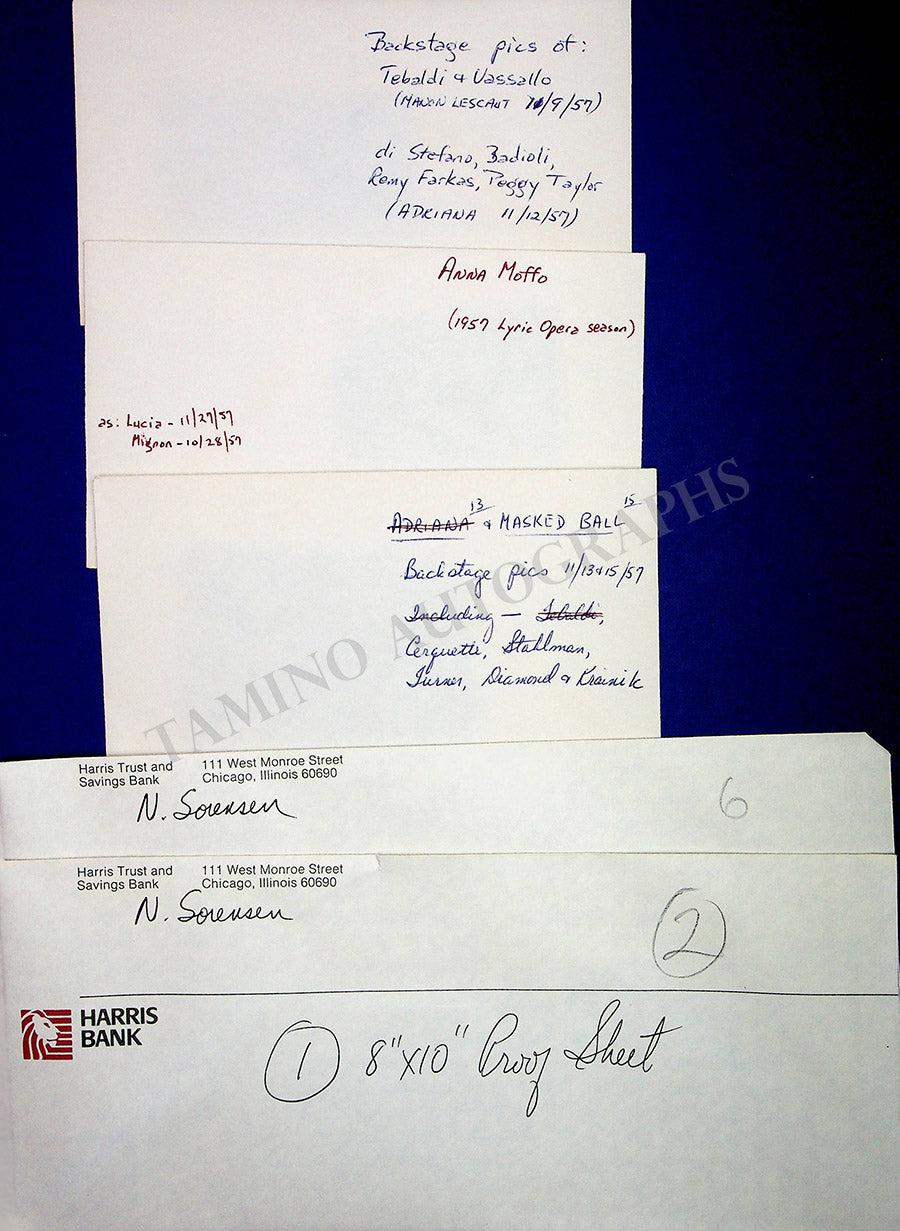 Backstage pics of:
Tebaldi & Vassallo
(MANON LESCAUT 11/9/57)
di Stefano, Badioli,
Remy Farkas, Peggy Taylor
(ADRIANA 11/12/57)
Anna Moffo
(1957 Lyric Opera season)
as: Lucia - 11/27/57
Mignon - 10/28/57
13 15
ADRIANA & MASKED BALL
Backstage pics 11/13&15/57
Including — Tebaldi,
Cerquette, Stahlman,
Turner, Diamond & Krainik
TAMINO AUTOGRAPHS
Harris Trust and 111 West Monroe Street
Savings Bank Chicago, Illinois 60690
N. Sorensen 6
Harris Trust and 111 West Monroe Street
Savings Bank Chicago, Illinois 60690
N. Sorensen 2
HARRIS
BANK
1 8"x10" Proof Sheet